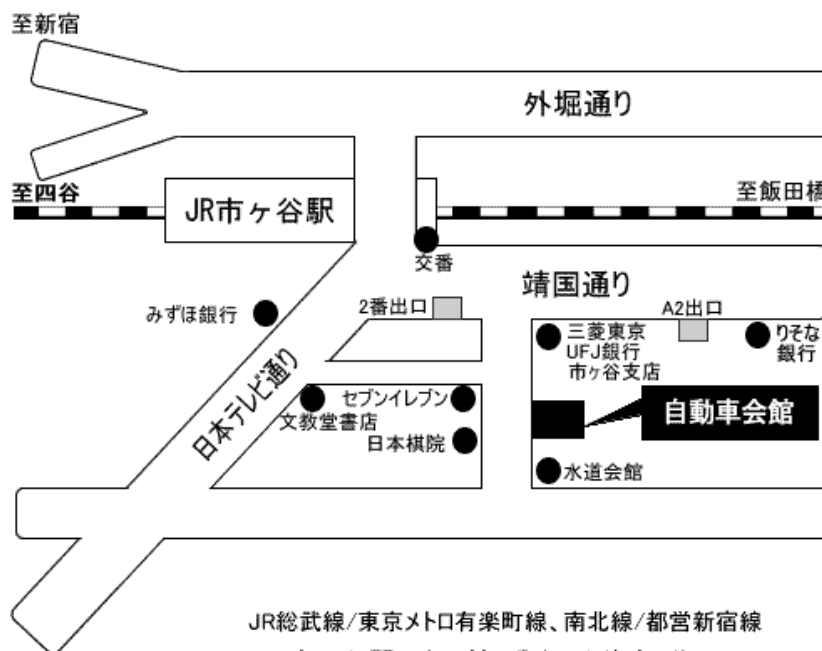 至新宿
外堀通り
至四谷
JR市ヶ谷駅
至飯田橋
交番
靖国通り
みずほ銀行
2番出口
A2出口
三菱東京
UFJ銀行
市ヶ谷支店
りそな
銀行
日本テレビ通り
セブンイレブン
文教堂書店
自動車会館
日本棋院
水道会館
JR総武線/東京メトロ有楽町線、南北線/都営新宿線